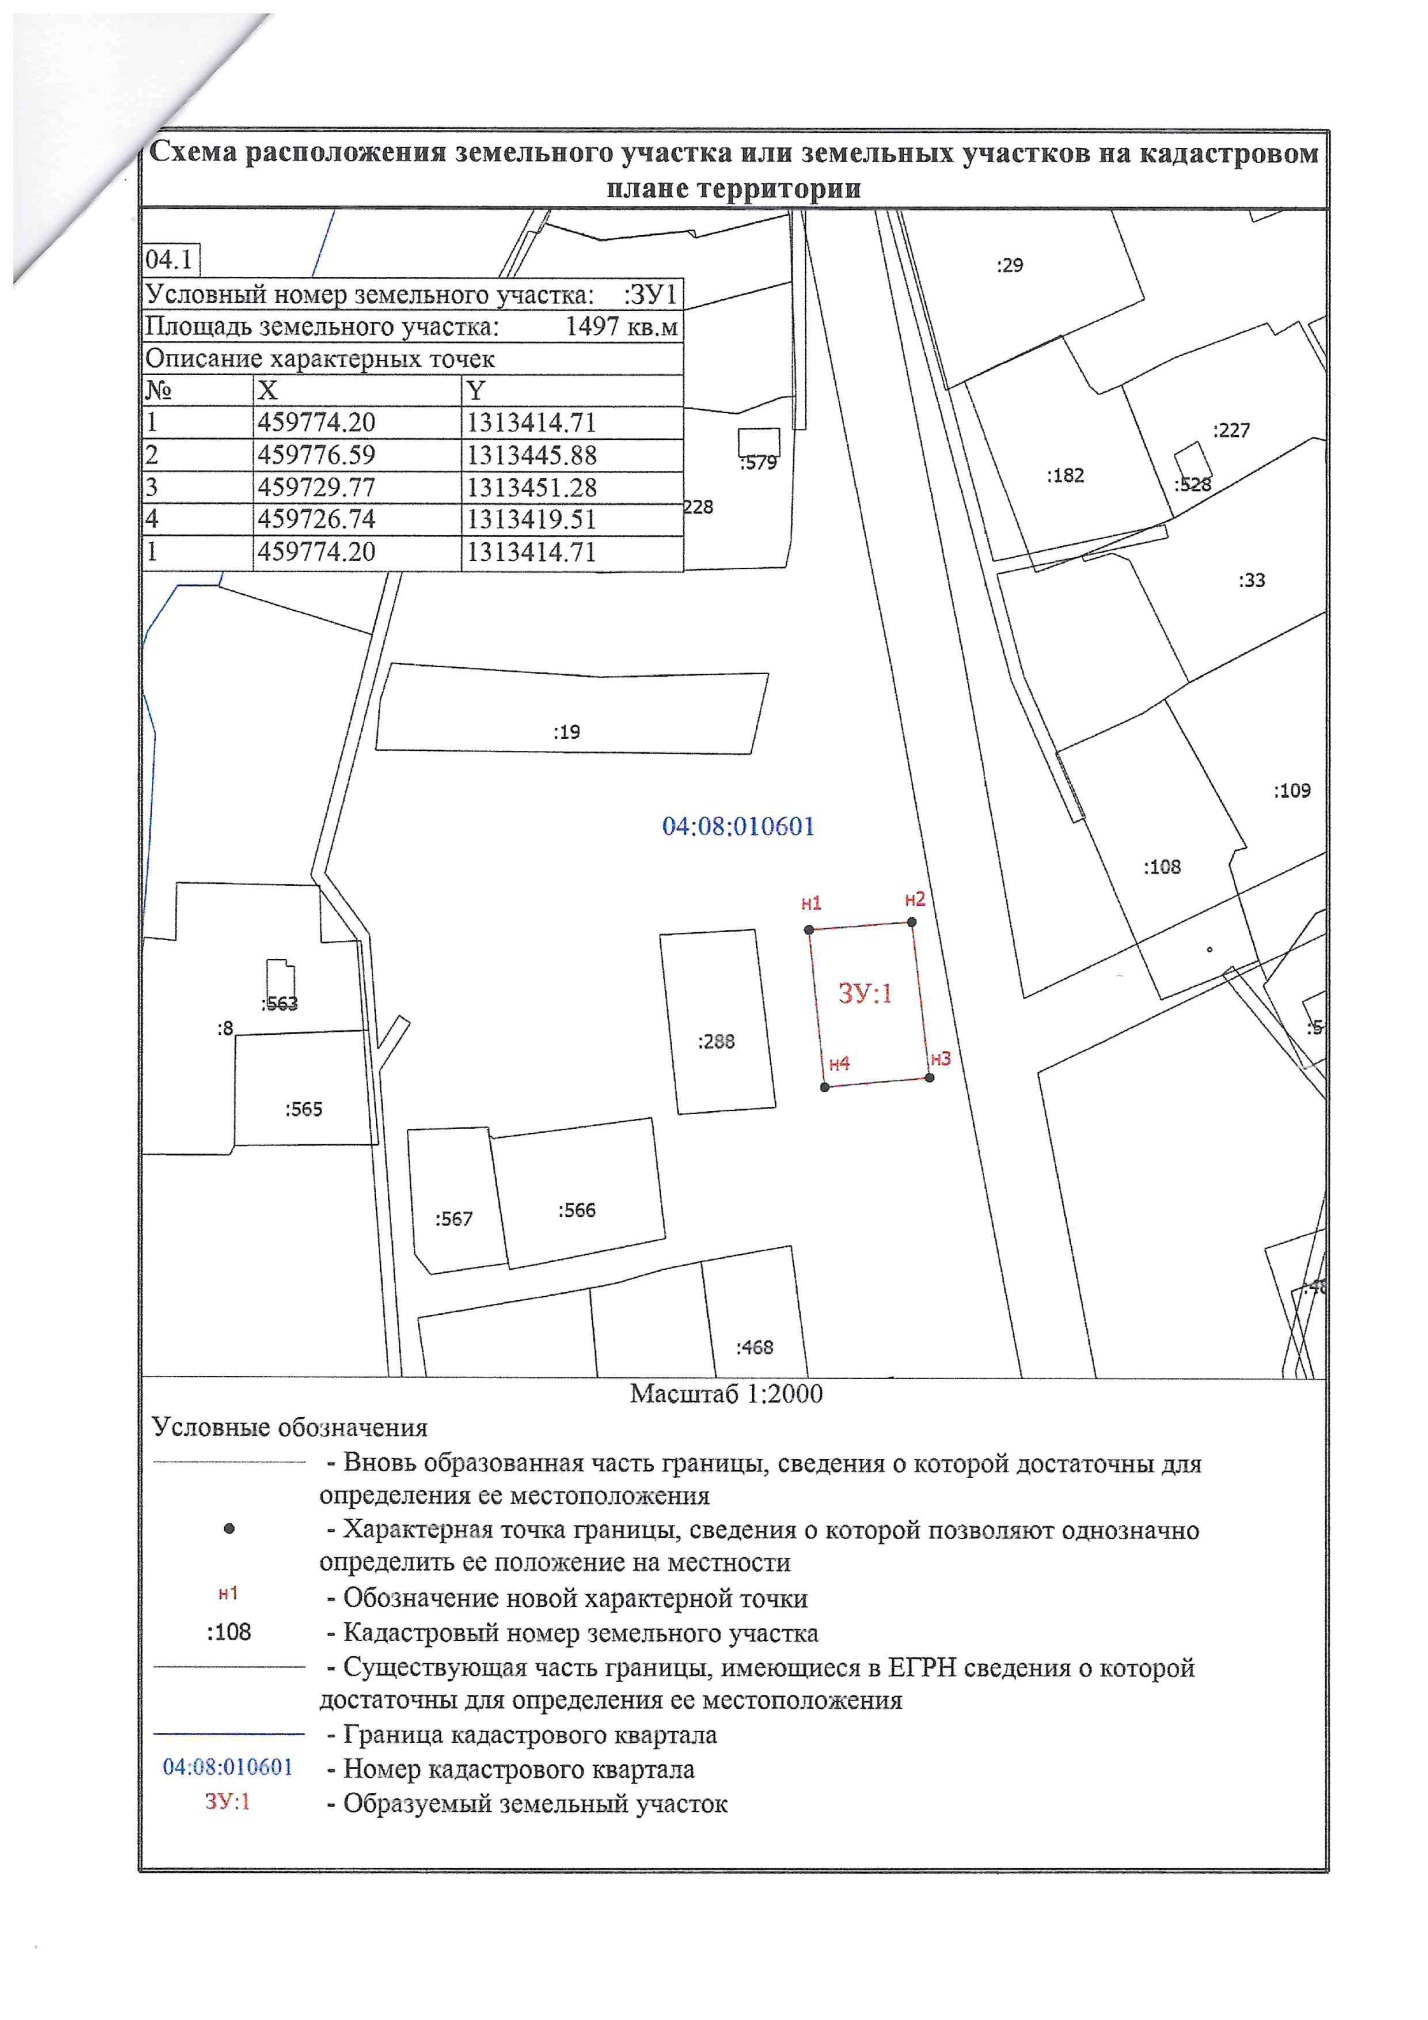 Схема расположения земельного участка или земельных участков на кадастровом
плане территории
04.1
Условный номер земельного участка: :ЗУ1
Площадь земельного участка: 1497 кв.м
Описание характерных точек
№ X Y
1 459774.20 1313414.71
2 459776.59 1313445.88
3 459729.77 1313451.28
4 459726.74 1313419.51
1 459774.20 1313414.71
:29
:227
:579
:182
:528
228
:33
:19
:109
04:08:010601
:108
н1
н2
ЗУ:1
:563
:8
:288
н4
н3
:565
:567
:566
:468
Масштаб 1:2000
Условные обозначения
- Вновь образованная часть границы, сведения о которой достаточны для
определения ее местоположения
- Характерная точка границы, сведения о которой позволяют однозначно
определить ее положение на местности
н1 - Обозначение новой характерной точки
:108 - Кадастровый номер земельного участка
- Существующая часть границы, имеющиеся в ЕГРН сведения о которой
достаточны для определения ее местоположения
- Граница кадастрового квартала
04:08:010601 - Номер кадастрового квартала
ЗУ:1 - Образуемый земельный участок